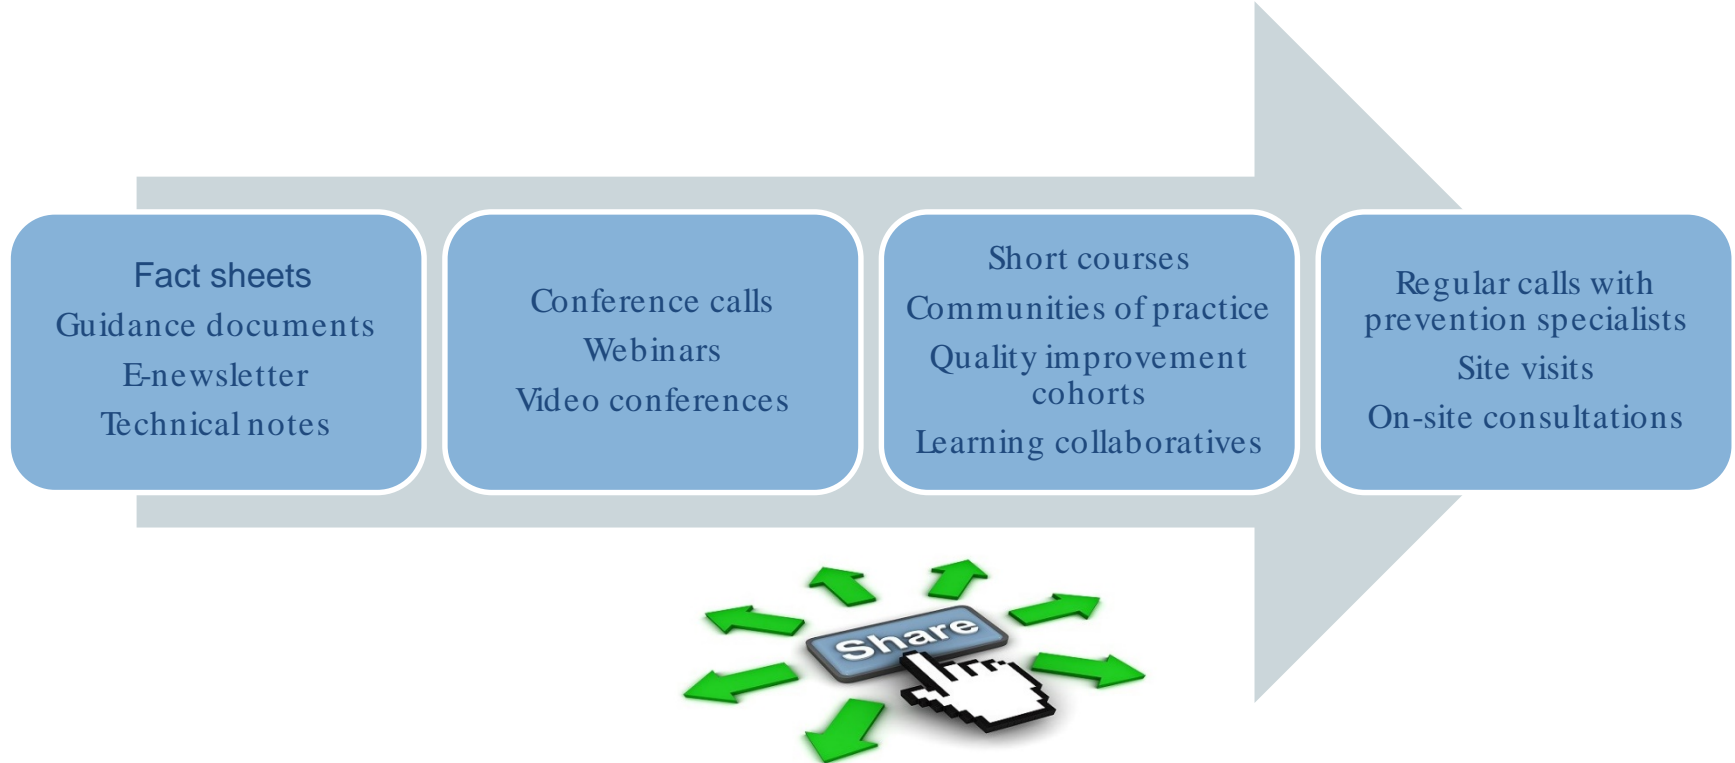 Fact sheets
Guidance documents
E-newsletter
Technical notes
Conference calls
Webinars
Video conferences
Short courses
Communities of practice
Quality improvement
cohorts
Learning collaboratives
Regular calls with
prevention specialists
Site visits
On-site consultations
Share